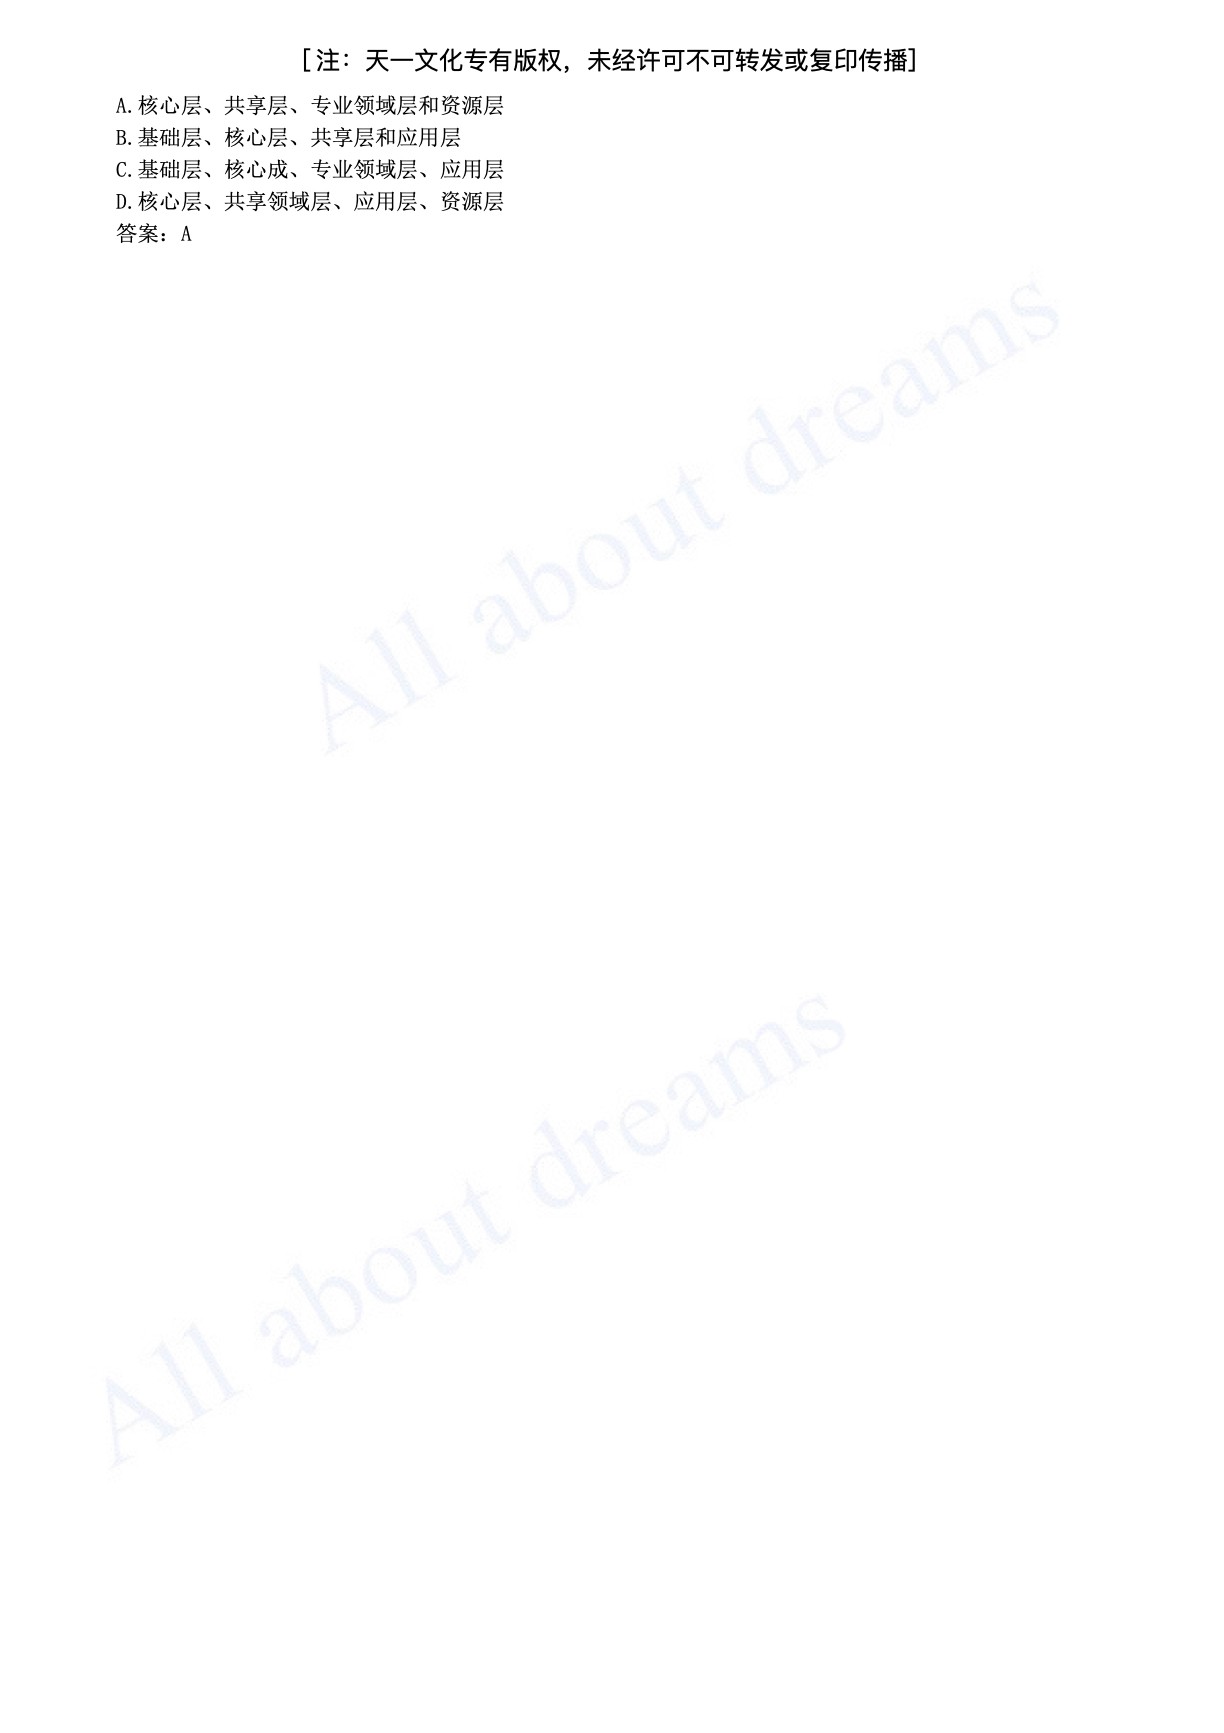 [注：天一文化专有版权，未经许可不可转发或复印传播]
A.核心层、共享层、专业领域层和资源层
B.基础层、核心层、共享层和应用层
C.基础层、核心成、专业领域层、应用层
D.核心层、共享领域层、应用层、资源层
答案：A
All about dreams
All about dreams